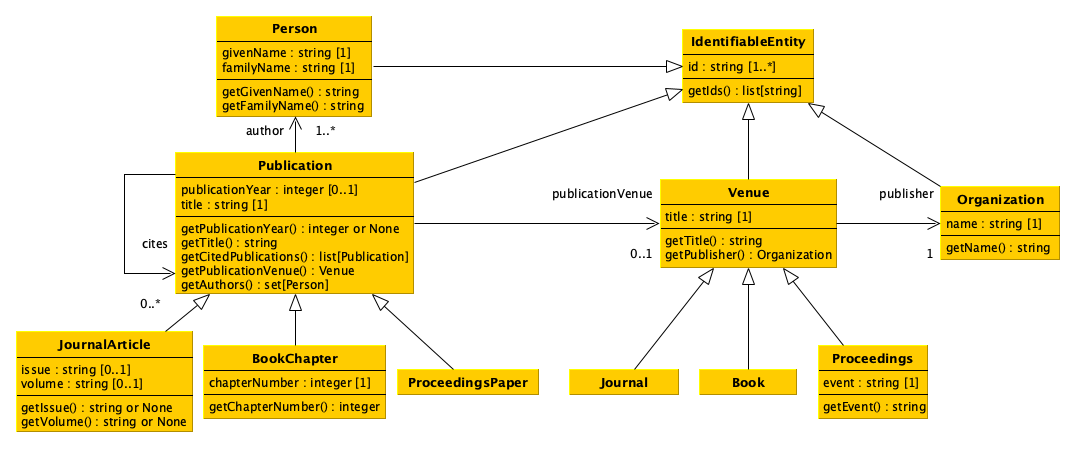 Person
givenName : string [1]
familyName : string [1]
getGivenName() : string
getFamilyName() : string
IdentifiableEntity
id : string [1..*]
getIds() : list[string]
author
1..*
Publication
publicationYear : integer [0..1]
title : string [1]
getPublicationYear() : integer or None
getTitle() : string
getCitedPublications() : list[Publication]
getPublicationVenue() : Venue
getAuthors() : set[Person]
cites
0..*
publicationVenue
0..1
Venue
title : string [1]
getTitle() : string
getPublisher() : Organization
publisher
1
Organization
name : string [1]
getName() : string
JournalArticle
issue : string [0..1]
volume : string [0..1]
getIssue() : string or None
getVolume() : string or None
BookChapter
chapterNumber : integer [1]
getChapterNumber() : integer
ProceedingsPaper
Journal
Book
Proceedings
event : string [1]
getEvent() : string